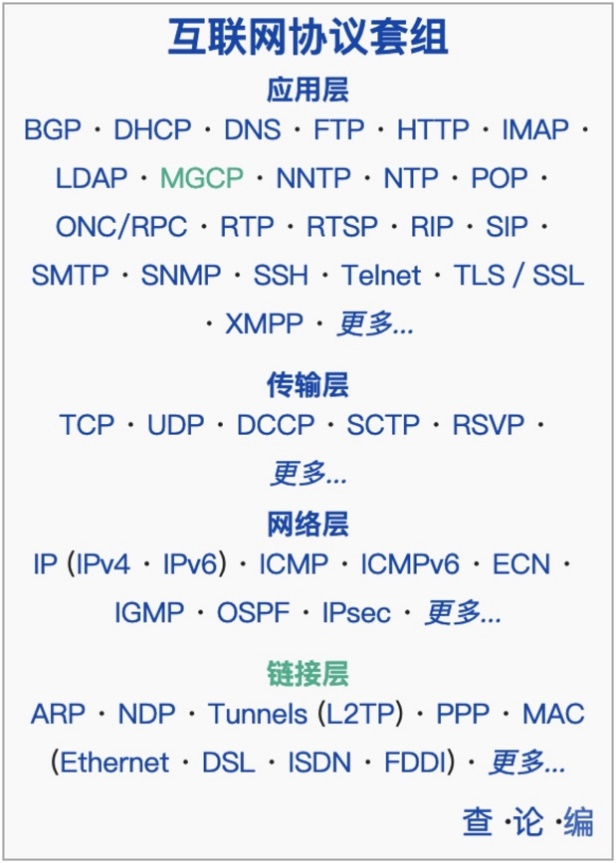 互联网协议套组
应用层
BGP · DHCP · DNS · FTP · HTTP · IMAP ·
LDAP · MGCP · NNTP · NTP · POP ·
ONC/RPC · RTP · RTSP · RIP · SIP ·
SMTP · SNMP · SSH · Telnet · TLS / SSL
· XMPP · 更多...
传输层
TCP · UDP · DCCP · SCTP · RSVP ·
更多...
网络层
IP (IPv4 · IPv6) · ICMP · ICMPv6 · ECN ·
IGMP · OSPF · IPsec · 更多...
链接层
ARP · NDP · Tunnels (L2TP) · PPP · MAC
(Ethernet · DSL · ISDN · FDDI) · 更多...
查 ·论 ·编